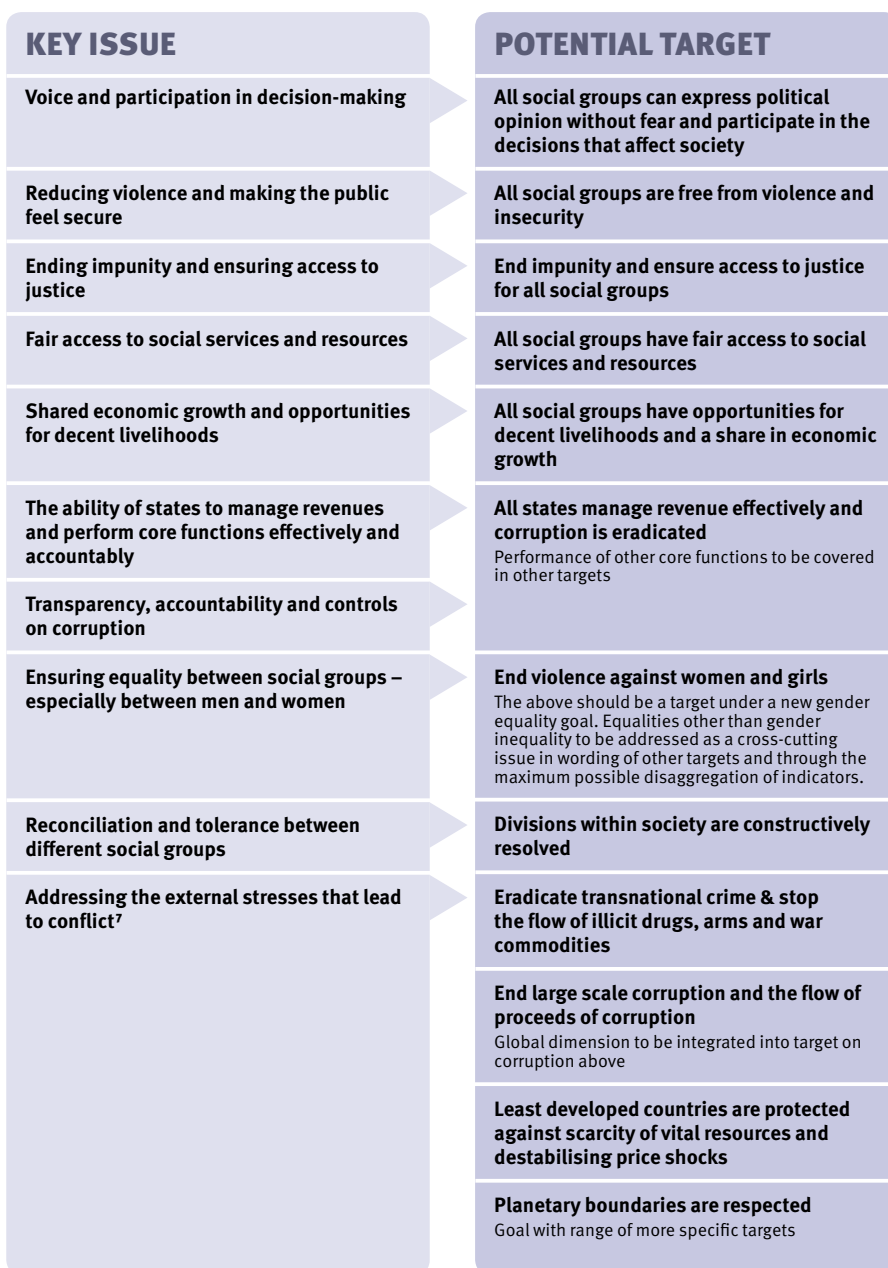 KEY ISSUE
POTENTIAL TARGET
Voice and participation in decision-making
All social groups can express political
opinion without fear and participate in the
decisions that affect society
Reducing violence and making the public
feel secure
All social groups are free from violence and
insecurity
Ending impunity and ensuring access to
justice
End impunity and ensure access to justice
for all social groups
Fair access to social services and resources
All social groups have fair access to social
services and resources
Shared economic growth and opportunities
for decent livelihoods
All social groups have opportunities for
decent livelihoods and a share in economic
growth
The ability of states to manage revenues
and perform core functions effectively and
accountably
All states manage revenue effectively and
corruption is eradicated
Performance of other core functions to be covered
in other targets
Transparency, accountability and controls
on corruption
Ensuring equality between social groups –
especially between men and women
End violence against women and girls
The above should be a target under a new gender
equality goal. Equalities other than gender
inequality to be addressed as a cross-cutting
issue in wording of other targets and through the
maximum possible disaggregation of indicators.
Reconciliation and tolerance between
different social groups
Divisions within society are constructively
resolved
Addressing the external stresses that lead
to conflict⁷
Eradicate transnational crime & stop
the flow of illicit drugs, arms and war
commodities
End large scale corruption and the flow of
proceeds of corruption
Global dimension to be integrated into target on
corruption above
Least developed countries are protected
against scarcity of vital resources and
destabilising price shocks
Planetary boundaries are respected
Goal with range of more specific targets